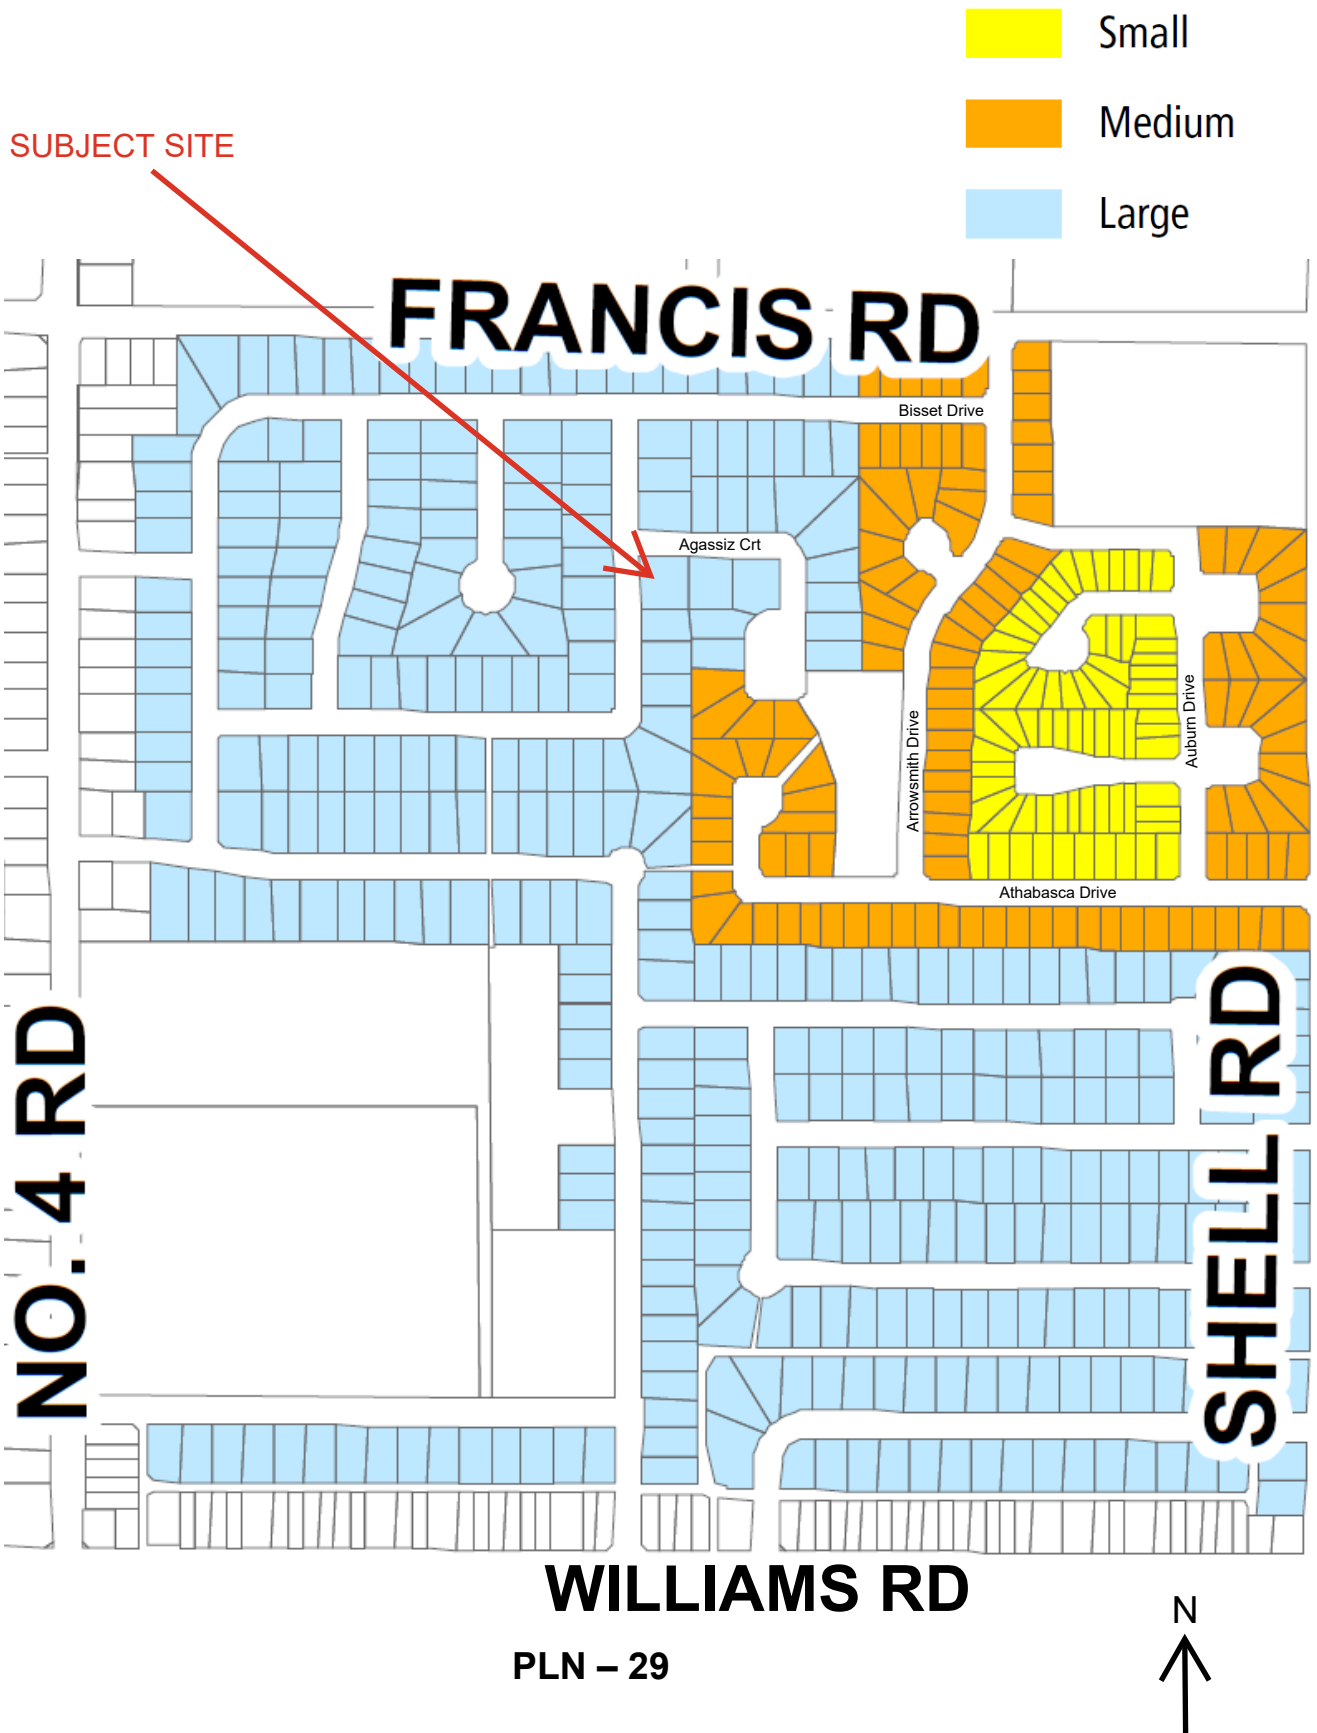 Small
Medium
SUBJECT SITE
Large
FRANCIS RD
Bisset Drive
Agassiz Crt
Auburn Drive
Arrowsmith Drive
Athabasca Drive
NO. 4 RD
SHELL RD
WILLIAMS RD
N
PLN – 29